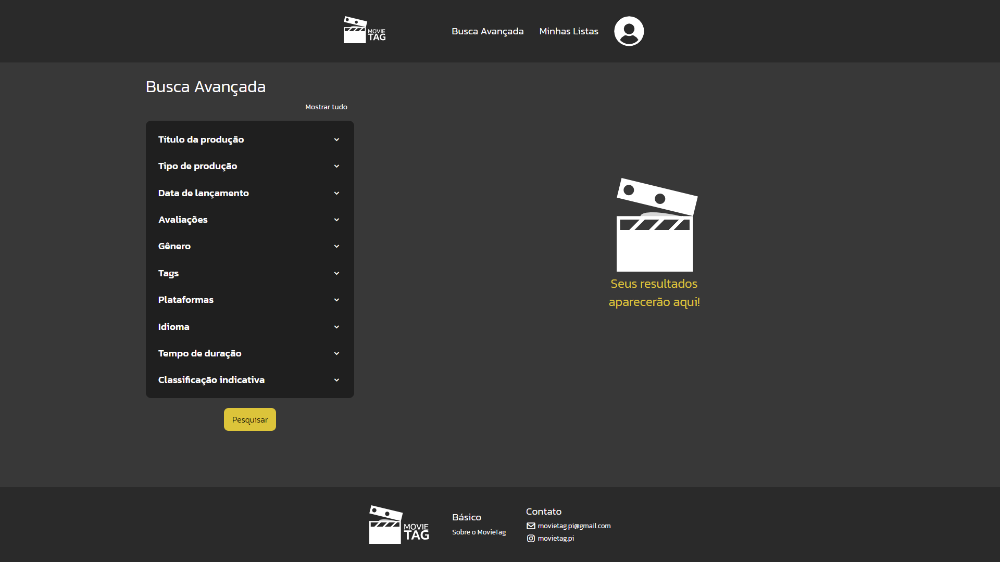 MOVIE
TAG
Busca Avançada
Minhas Listas
Busca Avançada
Mostrar tudo
Título da produção
Tipo de produção
Data de lançamento
Avaliações
Gênero
Tags
Plataformas
Idioma
Tempo de duração
Classificação indicativa
Pesquisar
Seus resultados
aparecerão aqui!
MOVIE
TAG
Básico
Sobre o MovieTag
Contato
movietag.pi@gmail.com
movietag.pi